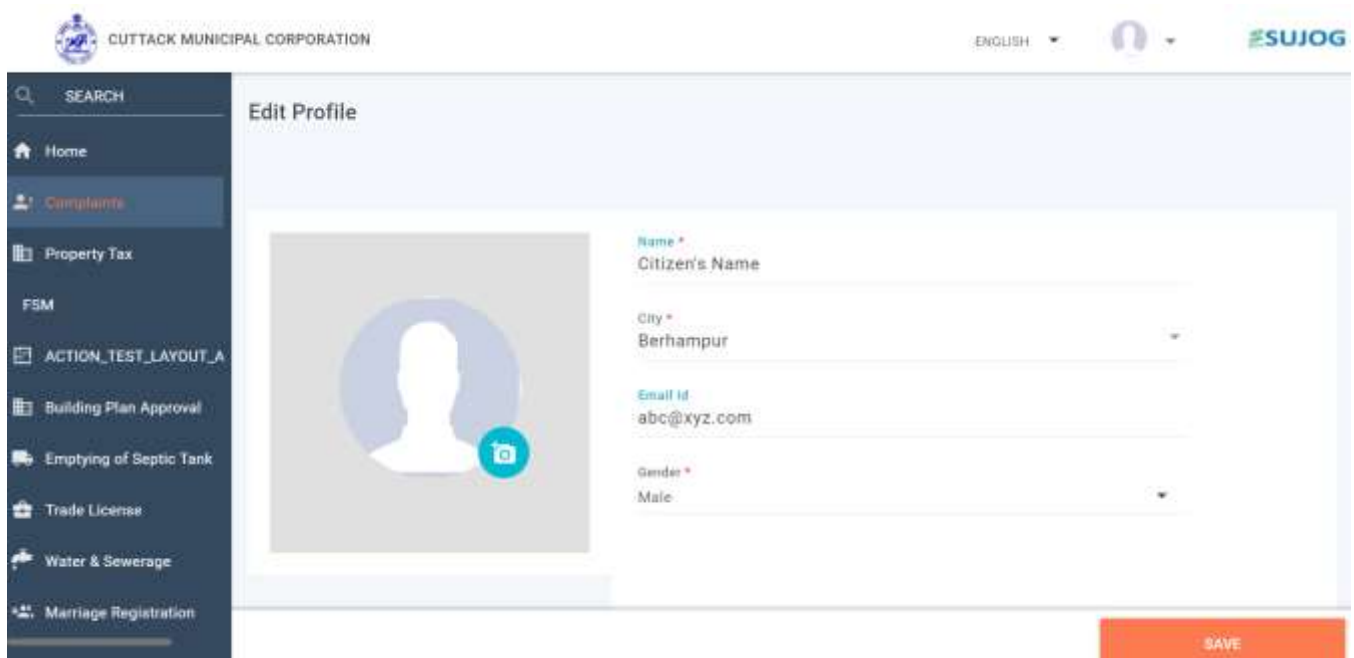 CUTTACK MUNICIPAL CORPORATION
ENGLISH
SUJOG
SEARCH
Edit Profile
Home
Complaints
Property Tax
FSM
ACTION_TEST_LAYOUT_A
Building Plan Approval
Emptying of Septic Tank
Trade License
Water & Sewerage
Marriage Registration
Name *
Citizen's Name
City *
Berhampur
Email Id
abc@xyz.com
Gender *
Male
SAVE